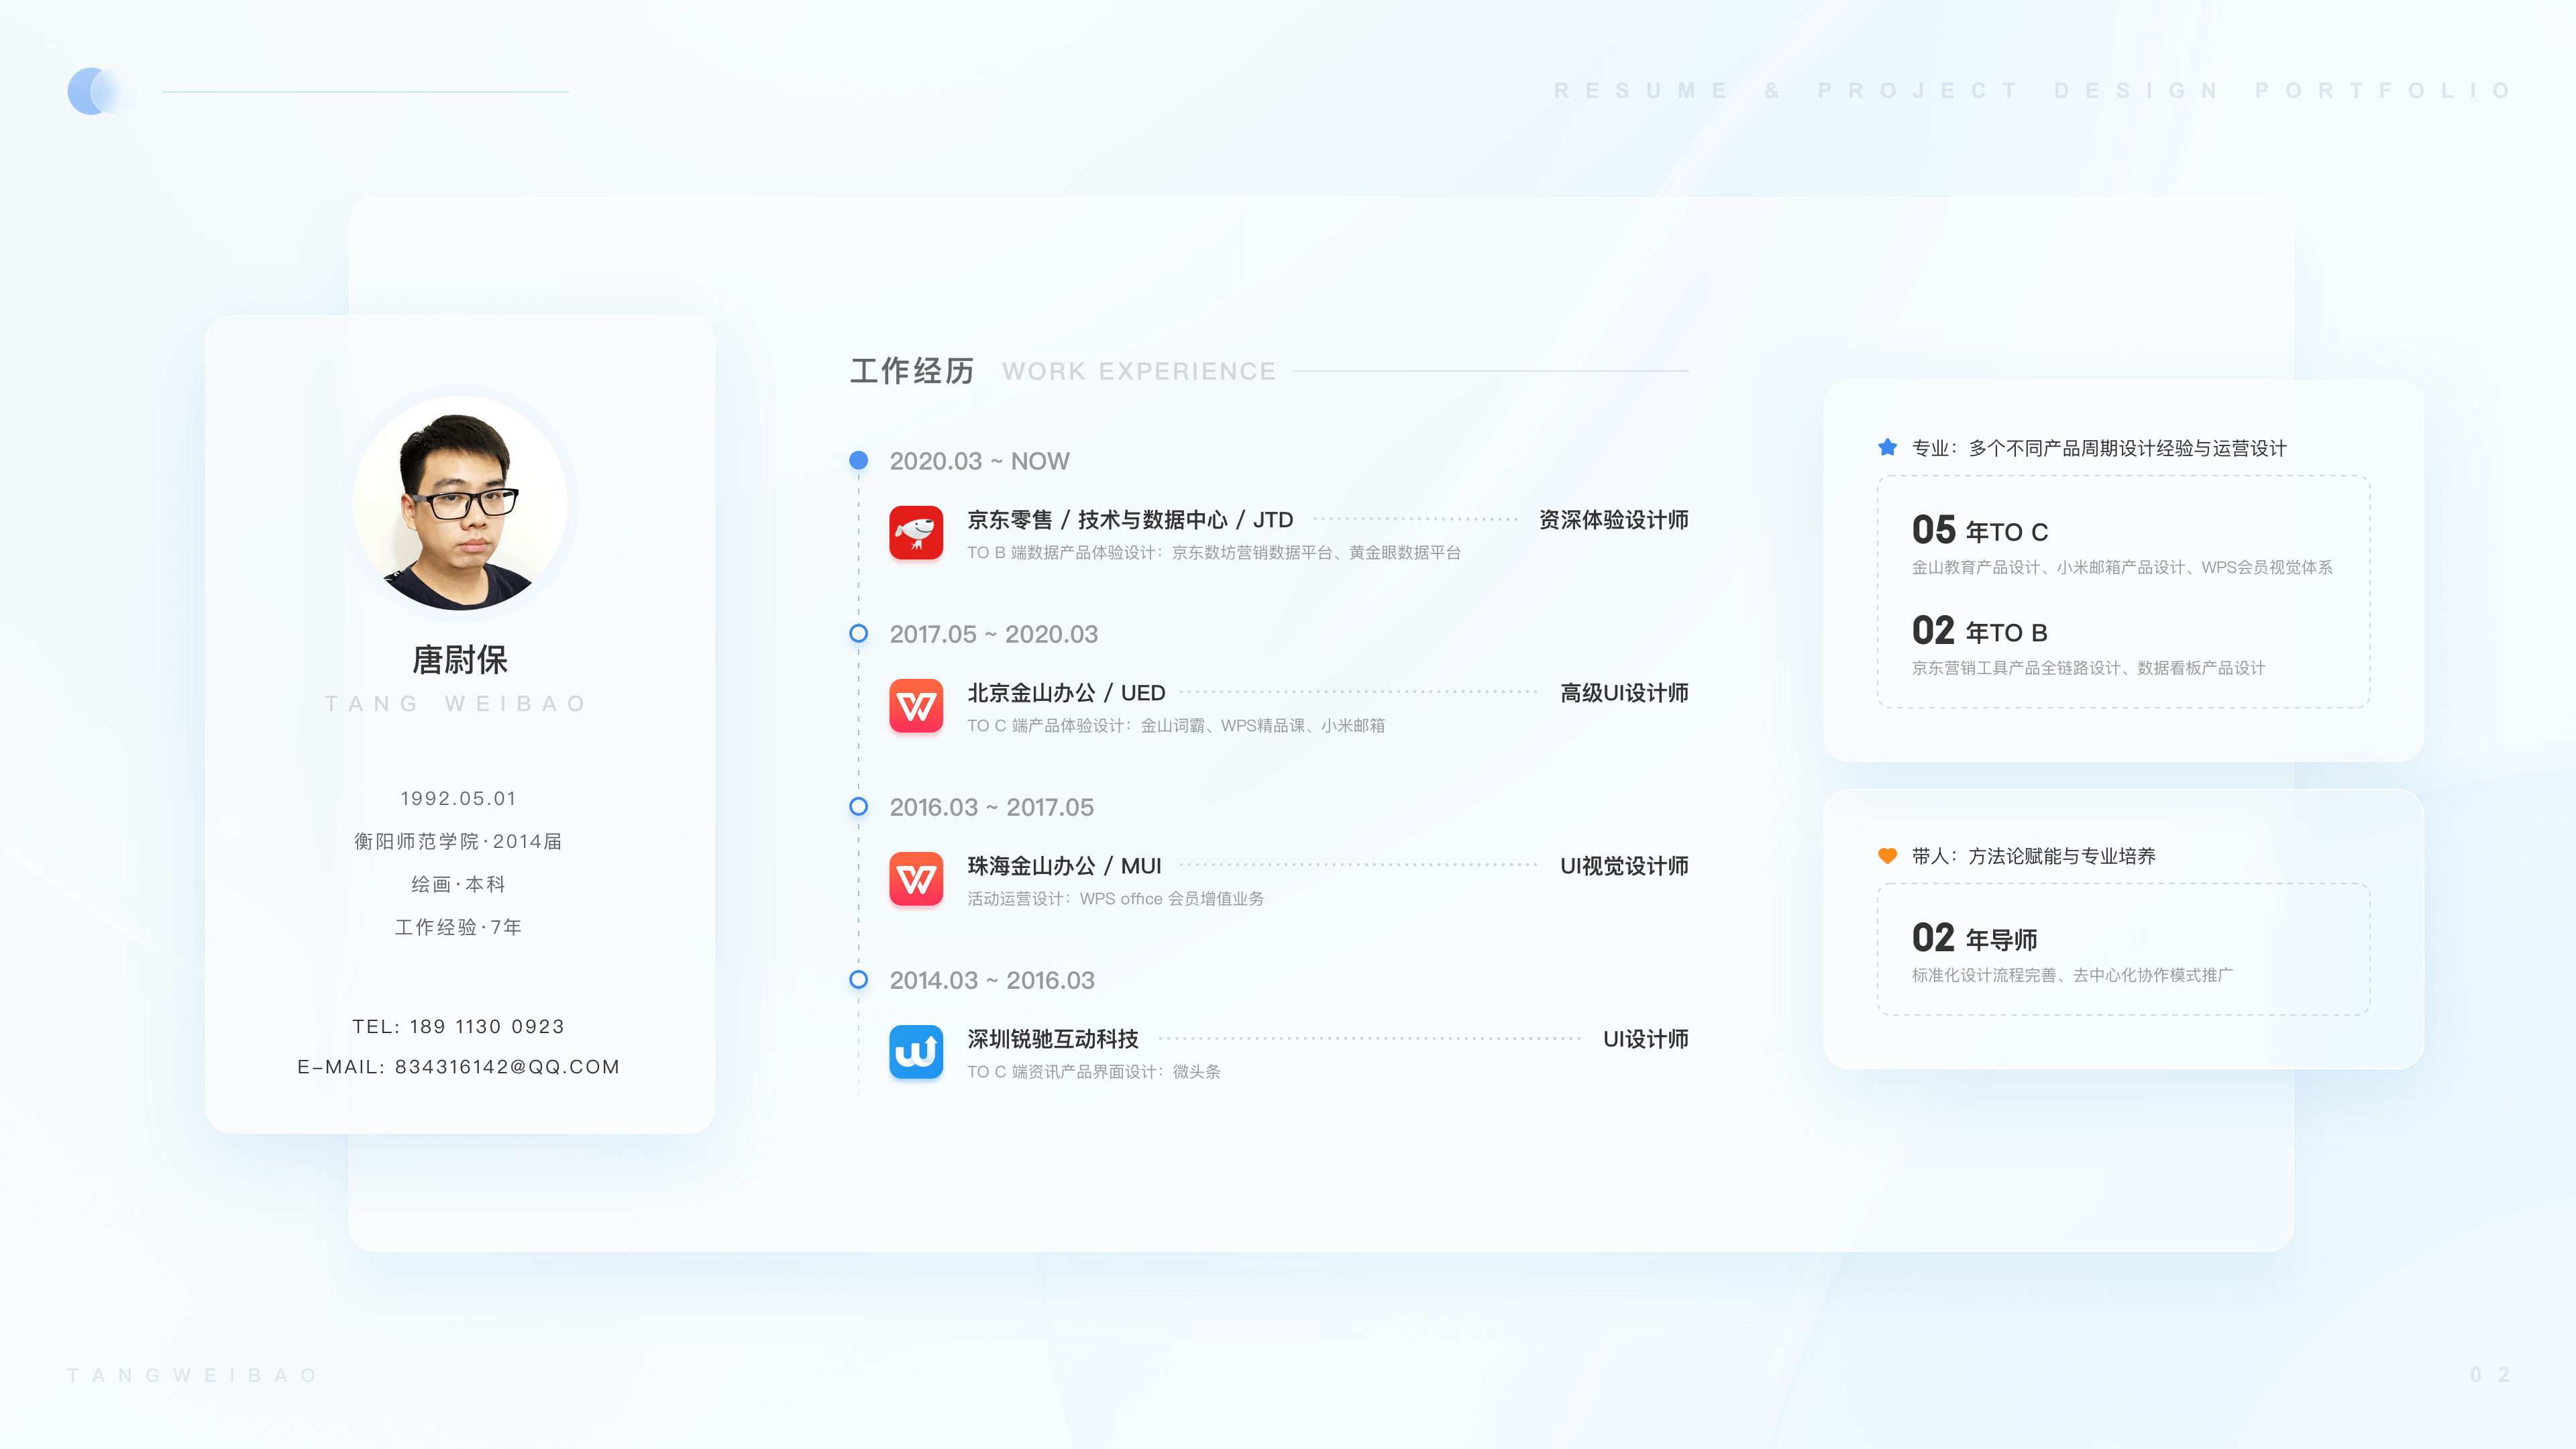 RESUME & PROJECT DESIGN PORTFOLIO
唐尉保
TANG WEIBAO
1992.05.01
衡阳师范学院·2014届
绘画·本科
工作经验·7年
TEL: 189 1130 0923
E-MAIL: 834316142@QQ.COM
工作经历 WORK EXPERIENCE
2020.03 ~ NOW
京东零售 / 技术与数据中心 / JTD 资深体验设计师
TO B 端数据产品体验设计：京东数坊营销数据平台、黄金眼数据平台
2017.05 ~ 2020.03
北京金山办公 / UED 高级UI设计师
TO C 端产品体验设计：金山词霸、WPS精品课、小米邮箱
2016.03 ~ 2017.05
珠海金山办公 / MUI UI视觉设计师
活动运营设计：WPS office 会员增值业务
2014.03 ~ 2016.03
深圳锐驰互动科技 UI设计师
TO C 端资讯产品界面设计：微头条
专业：多个不同产品周期设计经验与运营设计
05 年TO C
金山教育产品设计、小米邮箱产品设计、WPS会员视觉体系
02 年TO B
京东营销工具产品全链路设计、数据看板产品设计
带人：方法论赋能与专业培养
02 年导师
标准化设计流程完善、去中心化协作模式推广
TANGWEIBAO
02